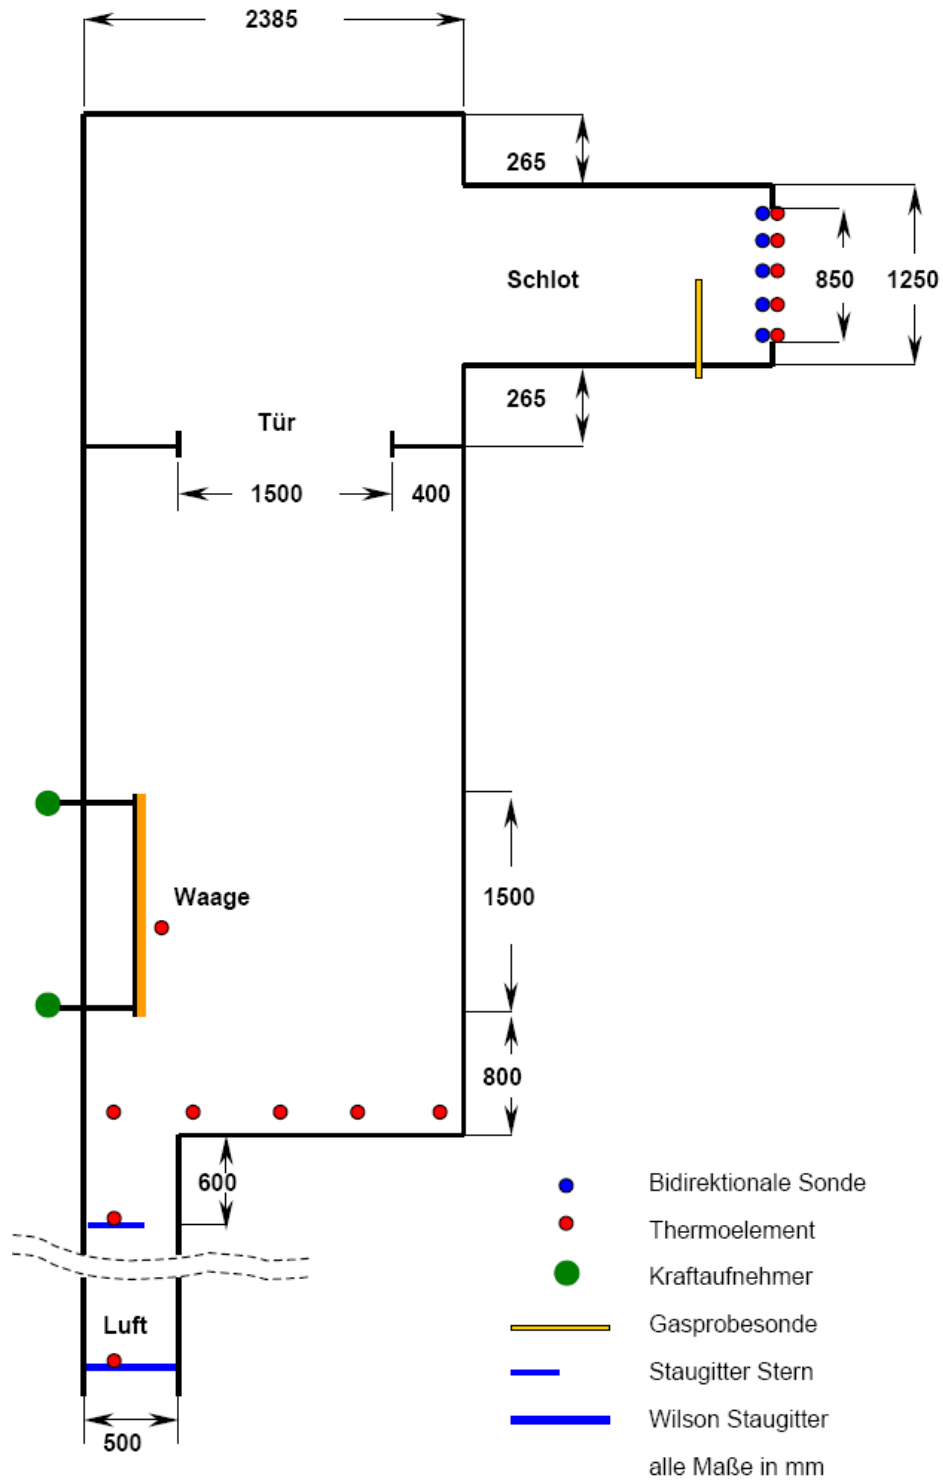 2385
265
Schlot
850 1250
265
Tür
1500 400
Waage
1500
800
600
Bidirektionale Sonde
Thermoelement
Kraftaufnehmer
Luft
Gasprobesonde
Staugitter Stern
Wilson Staugitter
500
alle Maße in mm